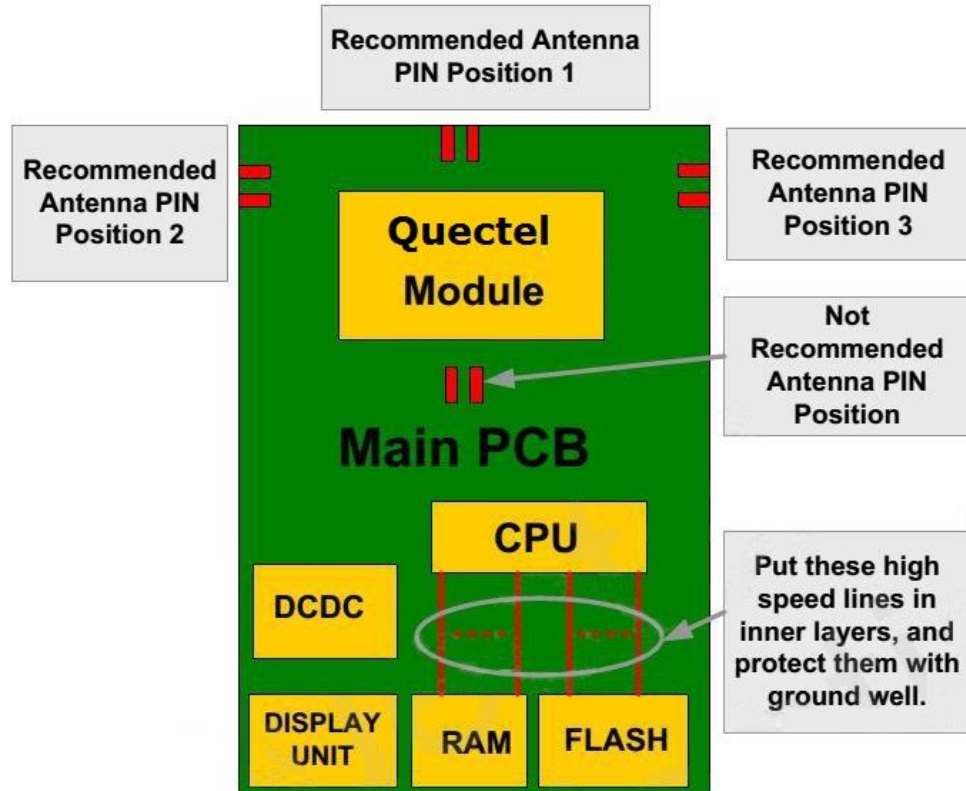 Recommended Antenna
PIN Position 1
Recommended
Antenna PIN
Position 2
Recommended
Antenna PIN
Position 3
Quectel
Module
Not
Recommended
Antenna PIN
Position
Main PCB
CPU
Put these high
speed lines in
inner layers, and
protect them with
ground well.
DCDC
DISPLAY
UNIT
RAM
FLASH